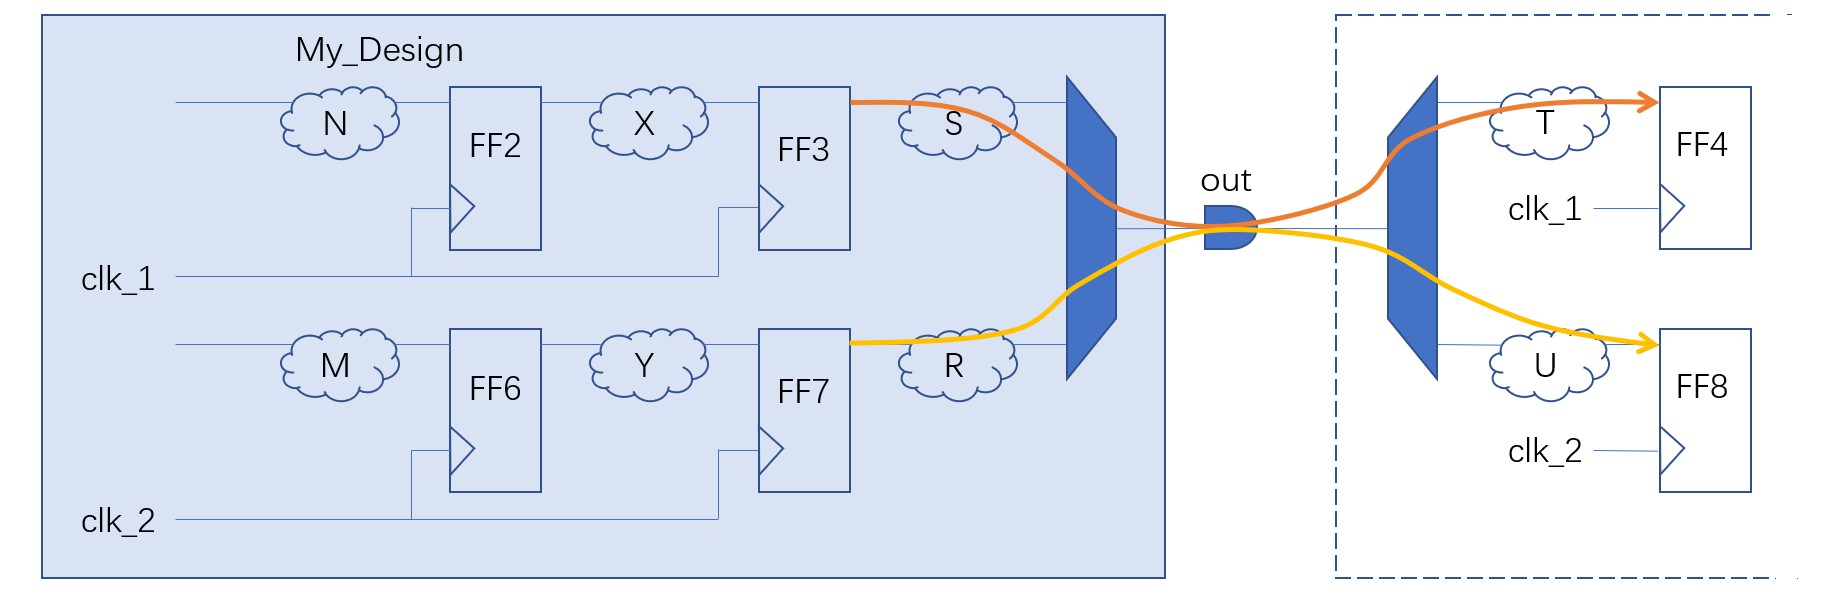 My_Design
N
FF2
X
FF3
S
out
T
FF4
clk_1
clk_1
M
FF6
Y
FF7
R
U
FF8
clk_2
clk_2